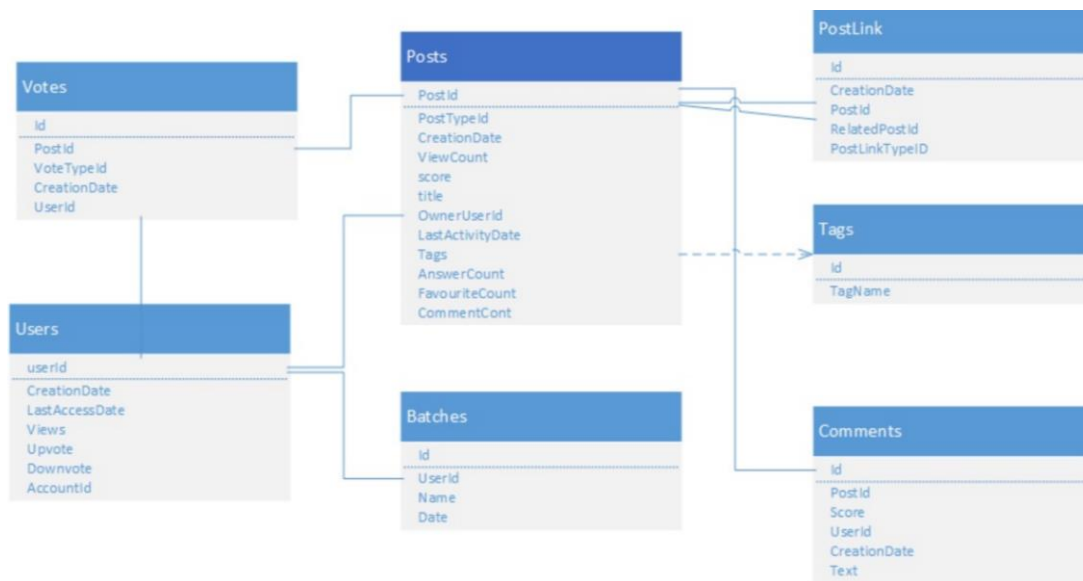 Votes
Id
PostId
VoteTypeId
CreationDate
UserId
Users
userId
CreationDate
LastAccessDate
Views
Upvote
Downvote
AccountId
Posts
PostId
PostTypeId
CreationDate
ViewCount
score
title
OwnerUserId
LastActivityDate
Tags
AnswerCount
FavouriteCount
CommentCont
Batches
Id
UserId
Name
Date
PostLink
Id
CreationDate
PostId
RelatedPostId
PostLinkTypeID
Tags
Id
TagName
Comments
Id
PostId
Score
UserId
CreationDate
Text